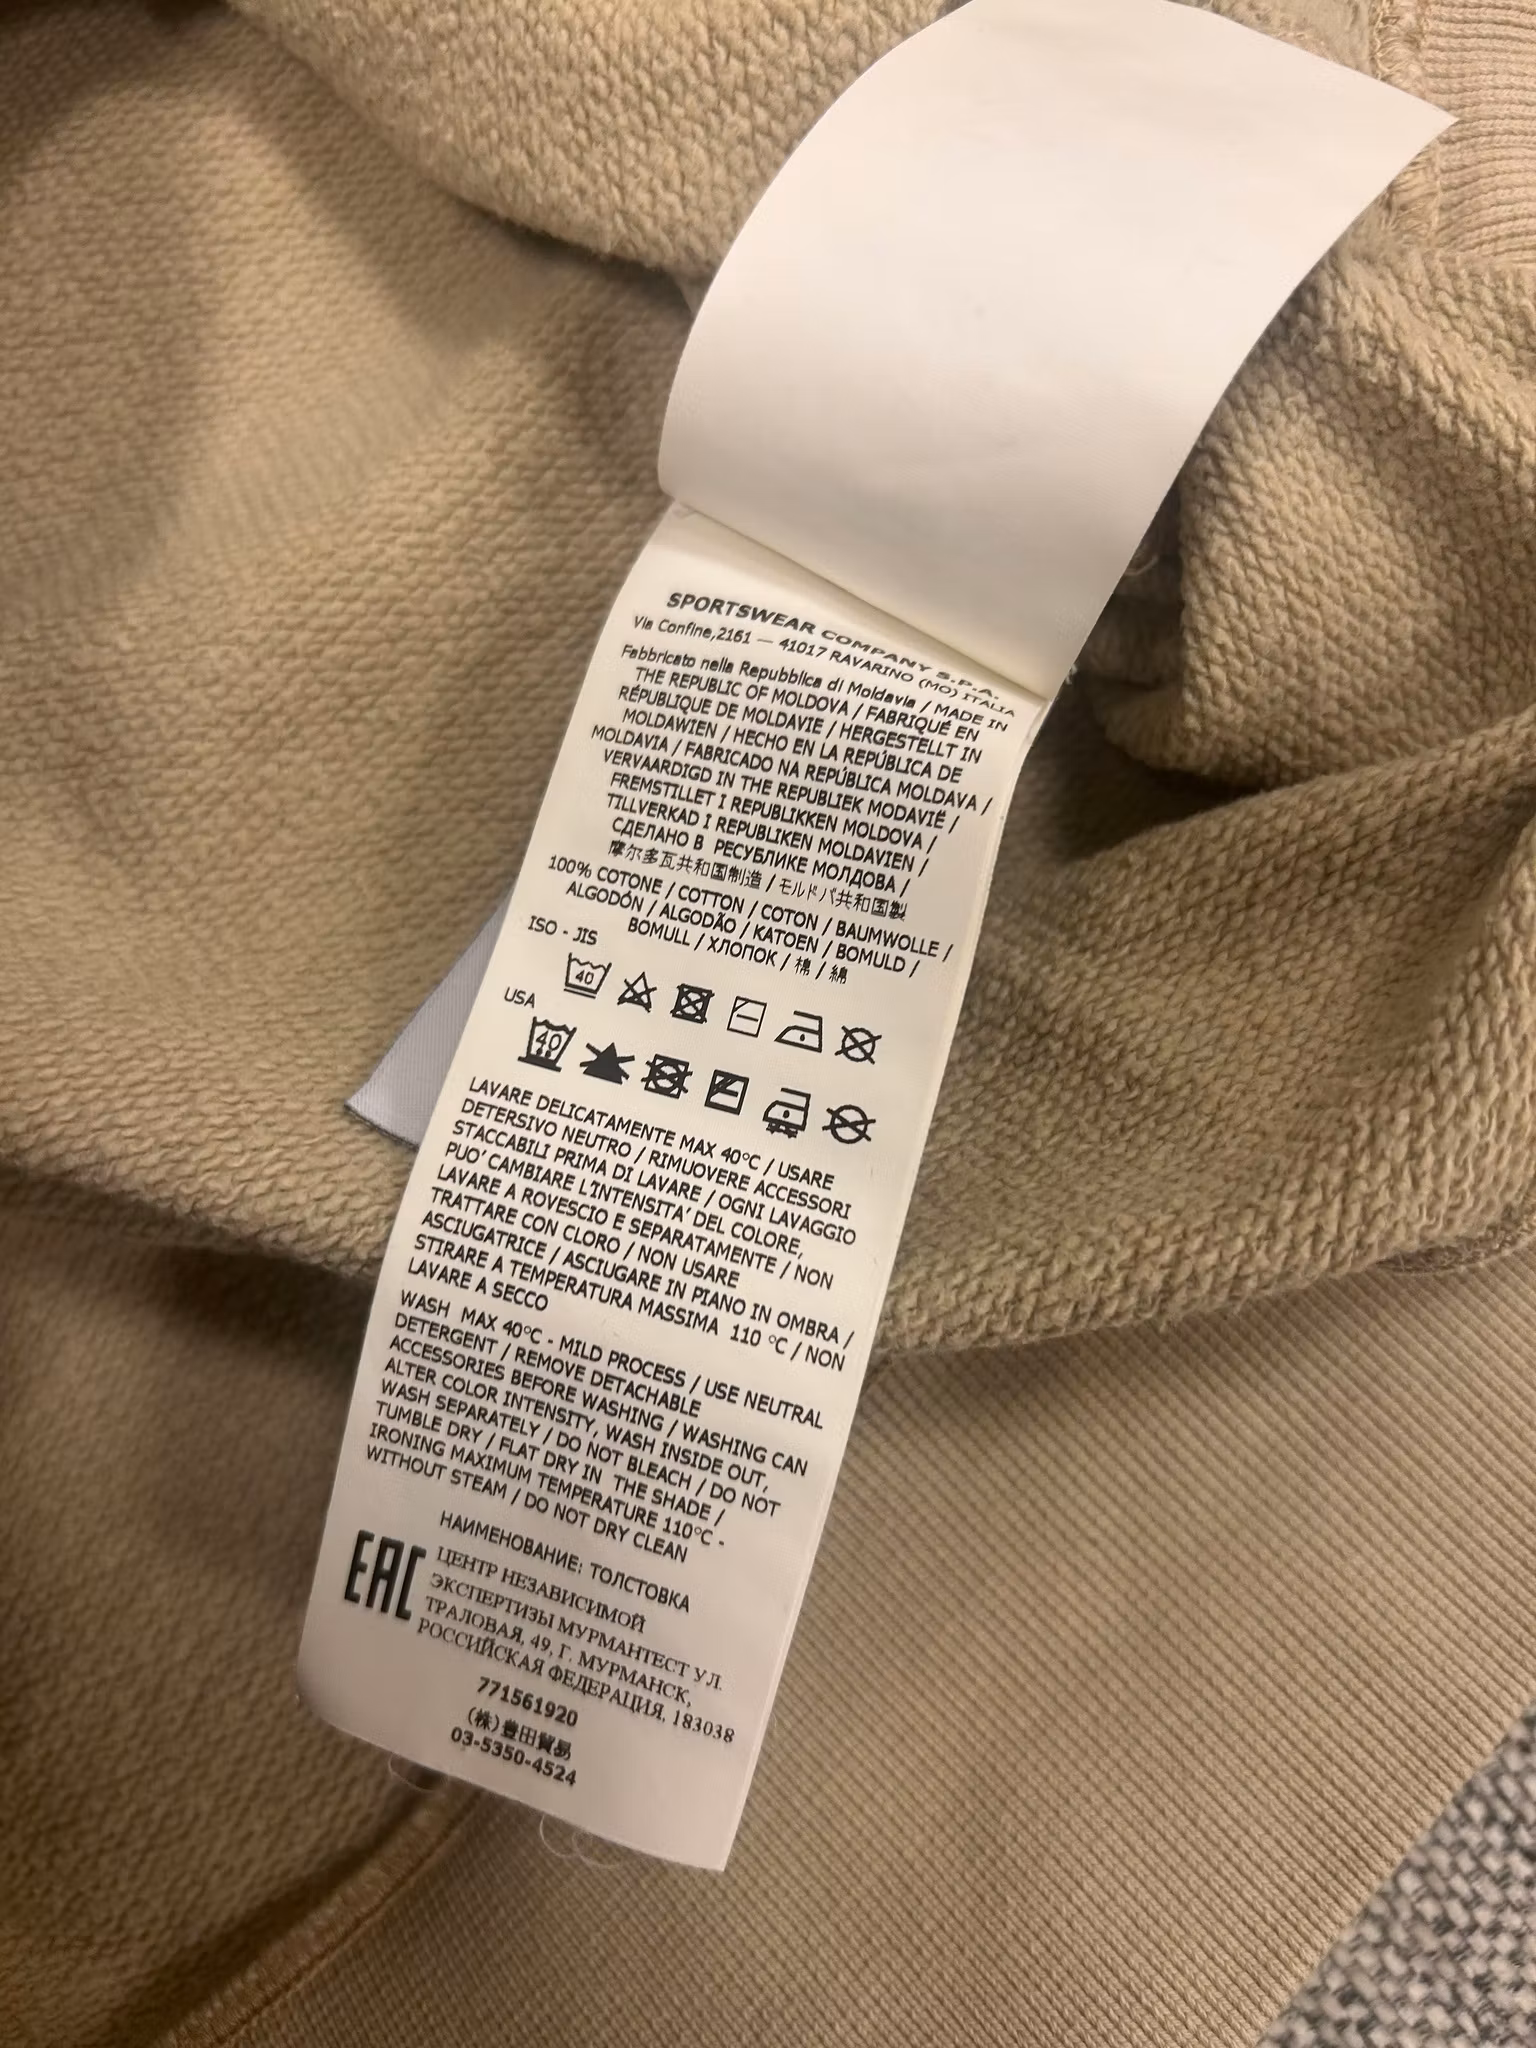 SPORTSWEAR COMPANY S.P.A.
Via Confine,2161 — 41017 RAVARINO (MO) ITALIA
Fabbricato nella Repubblica di Moldavia / MADE IN
THE REPUBLIC OF MOLDOVA / FABRIQUÉ EN
RÉPUBLIQUE DE MOLDAVIE / HERGESTELLT IN
MOLDAWIEN / HECHO EN LA REPÚBLICA DE
MOLDAVIA / FABRICADO NA REPÚBLICA MOLDAVA /
VERVAARDIGD IN THE REPUBLIEK MODAVIË /
FREMSTILLET I REPUBLIKKEN MOLDOVA /
TILLVERKAD I REPUBLIKEN MOLDAVIEN /
СДЕЛАНО В РЕСУБЛИКЕ МОЛДОВА /
摩尔多瓦共和国制造 / モルドバ共和国製
100% COTONE / COTTON / COTON / BAUMWOLLE /
ALGODÓN / ALGODÃO / KATOEN / BOMULD /
BOMULL / ХЛОПОК / 棉 / 綿
ISO - JIS
40
USA
40
LAVARE DELICATAMENTE MAX 40°C / USARE
DETERSIVO NEUTRO / RIMUOVERE ACCESSORI
STACCABILI PRIMA DI LAVARE / OGNI LAVAGGIO
PUO' CAMBIARE L'INTENSITA' DEL COLORE,
LAVARE A ROVESCIO E SEPARATAMENTE / NON
TRATTARE CON CLORO / NON USARE
ASCIUGATRICE / ASCIUGARE IN PIANO IN OMBRA /
STIRARE A TEMPERATURA MASSIMA 110 °C / NON
LAVARE A SECCO
WASH MAX 40°C - MILD PROCESS / USE NEUTRAL
DETERGENT / REMOVE DETACHABLE
ACCESSORIES BEFORE WASHING / WASHING CAN
ALTER COLOR INTENSITY, WASH INSIDE OUT,
WASH SEPARATELY / DO NOT BLEACH / DO NOT
TUMBLE DRY / FLAT DRY IN THE SHADE /
IRONING MAXIMUM TEMPERATURE 110°C -
WITHOUT STEAM / DO NOT DRY CLEAN
НАИМЕНОВАНИЕ: ТОЛСТОВКА
EAC
ЦЕНТР НЕЗАВИСИМОЙ
ЭКСПЕРТИЗЫ МУРМАНТЕСТ УЛ.
ТРАЛОВАЯ, 49, Г. МУРМАНСК,
РОССИЙСКАЯ ФЕДЕРАЦИЯ, 183038
771561920
(株)豊田貿易
03-5350-4524